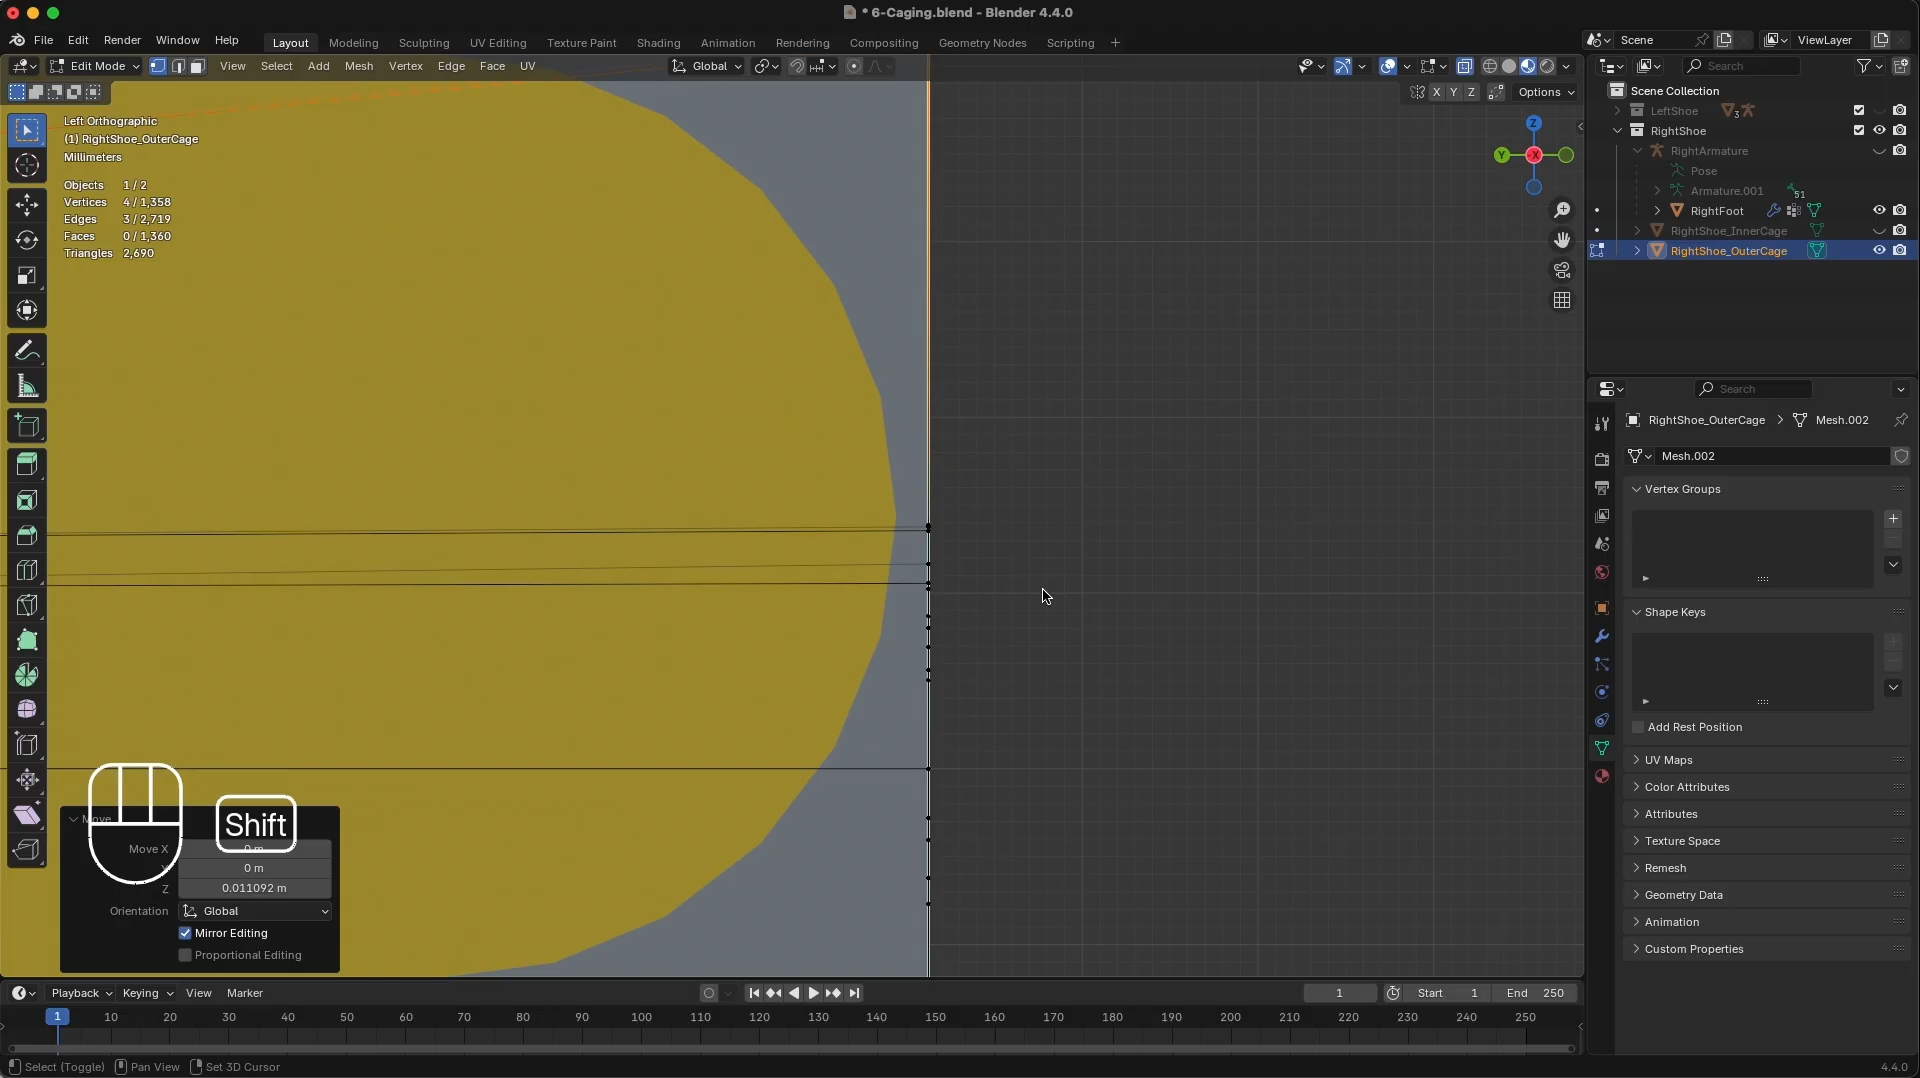 * 6-Caging.blend - Blender 4.4.0
File Edit Render Window Help
Layout Modeling Sculpting UV Editing Texture Paint Shading Animation Rendering Compositing Geometry Nodes Scripting +
Scene ViewLayer
Edit Mode View Select Add Mesh Vertex Edge Face UV
Global
Search
X Y Z Options
Scene Collection
LeftShoe 3
RightShoe
RightArmature
Pose
Armature.001 51
RightFoot
RightShoe_InnerCage
RightShoe_OuterCage
Left Orthographic
(1) RightShoe_OuterCage
Millimeters
Objects 1 / 2
Vertices 4 / 1,358
Edges 3 / 2,719
Faces 0 / 1,360
Triangles 2,690
Z
Y -X
Search
RightShoe_OuterCage > Mesh.002
Mesh.002
Vertex Groups
Shape Keys
Add Rest Position
UV Maps
Color Attributes
Attributes
Texture Space
Remesh
Geometry Data
Animation
Custom Properties
Shift
Move
Move X 0 m
0 m
Z 0.011092 m
Orientation Global
Mirror Editing
Proportional Editing
Playback Keying View Marker
1 Start 1 End 250
1 10 20 30 40 50 60 70 80 90 100 110 120 130 140 150 160 170 180 190 200 210 220 230 240 250
Select (Toggle) Pan View Set 3D Cursor
4.4.0